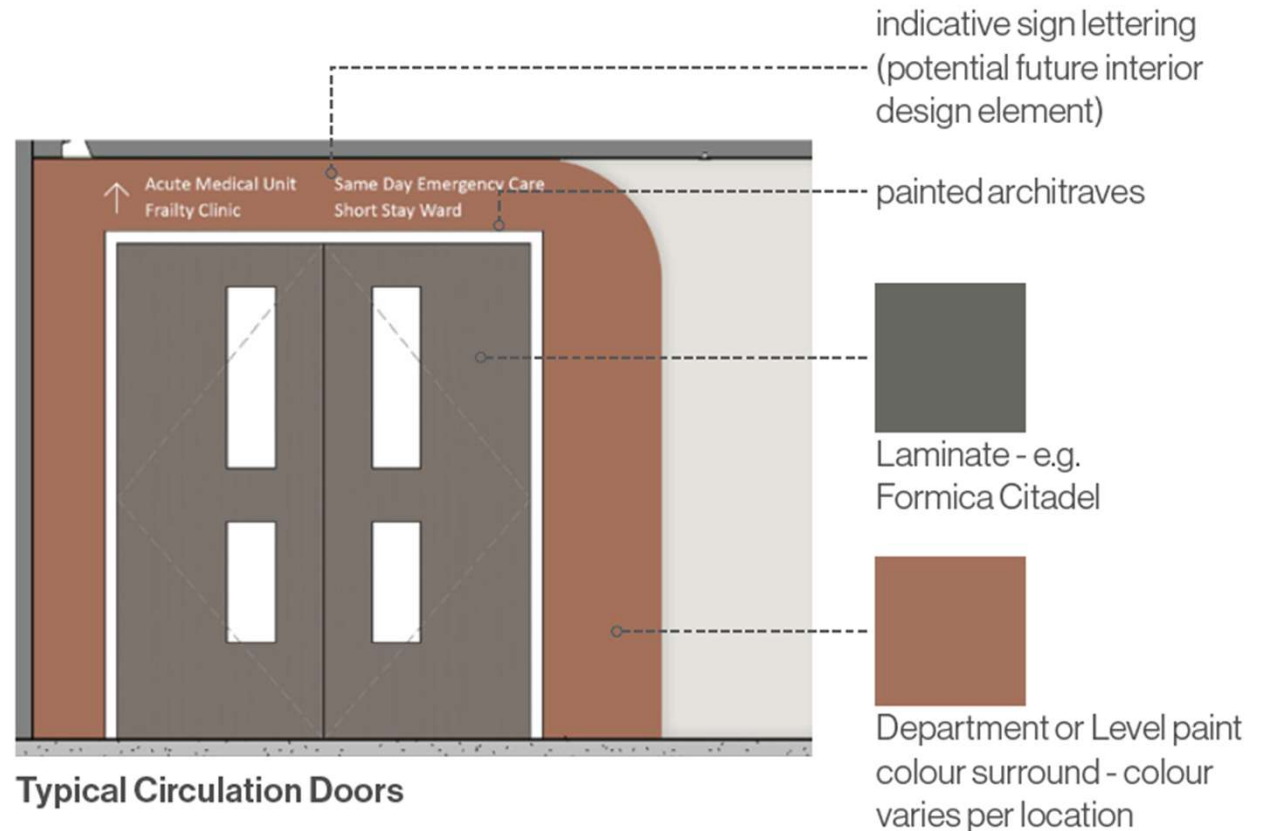 indicative sign lettering
(potential future interior
design element)
Acute Medical Unit
Frailty Clinic
Same Day Emergency Care
Short Stay Ward
painted architraves
Laminate - e.g.
Formica Citadel
Department or Level paint
colour surround - colour
varies per location
Typical Circulation Doors